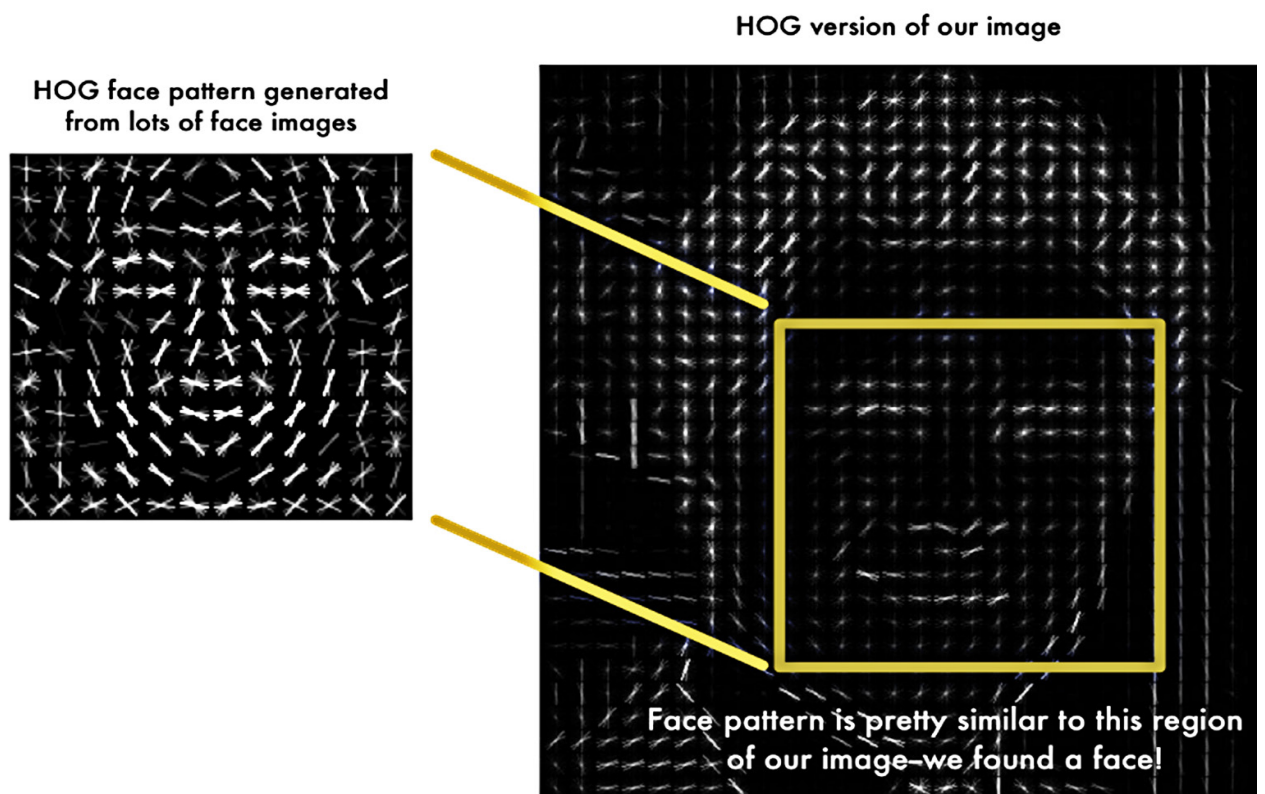 HOG version of our image
HOG face pattern generated
from lots of face images
Face pattern is pretty similar to this region
of our image–we found a face!